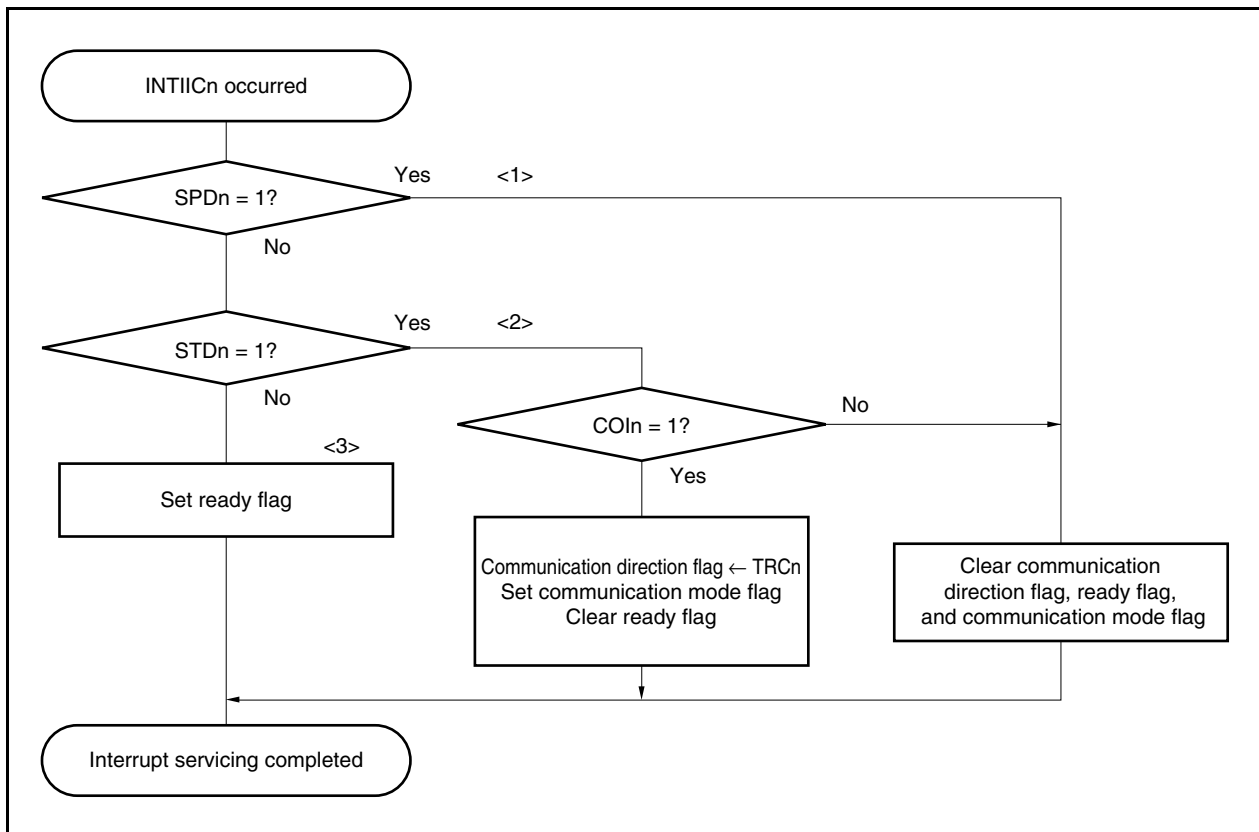 INTIICn occurred
Yes
<1>
SPDn = 1?
No
Yes
<2>
STDn = 1?
No
No
COIn = 1?
<3>
Yes
Set ready flag
Communication direction flag ← TRCn
Set communication mode flag
Clear ready flag
Clear communication
direction flag, ready flag,
and communication mode flag
Interrupt servicing completed